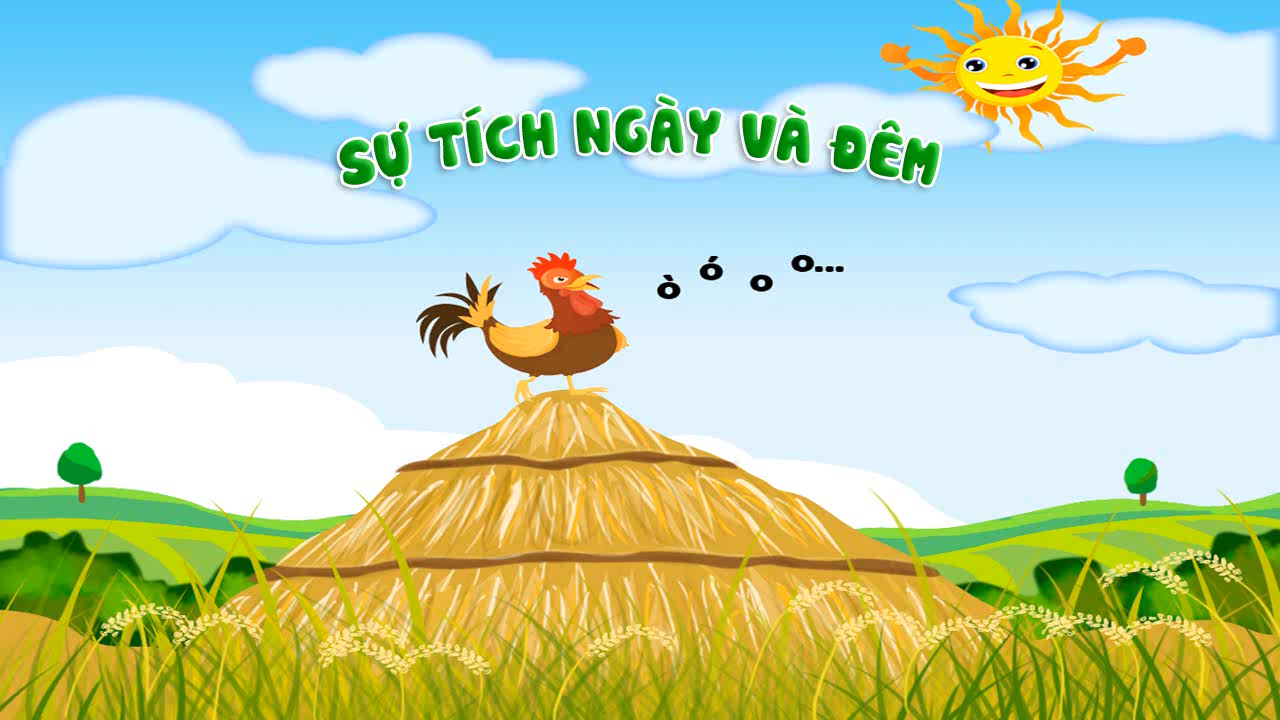 SỰ TÍCH NGÀY VÀ ĐÊM
ò ó o o...